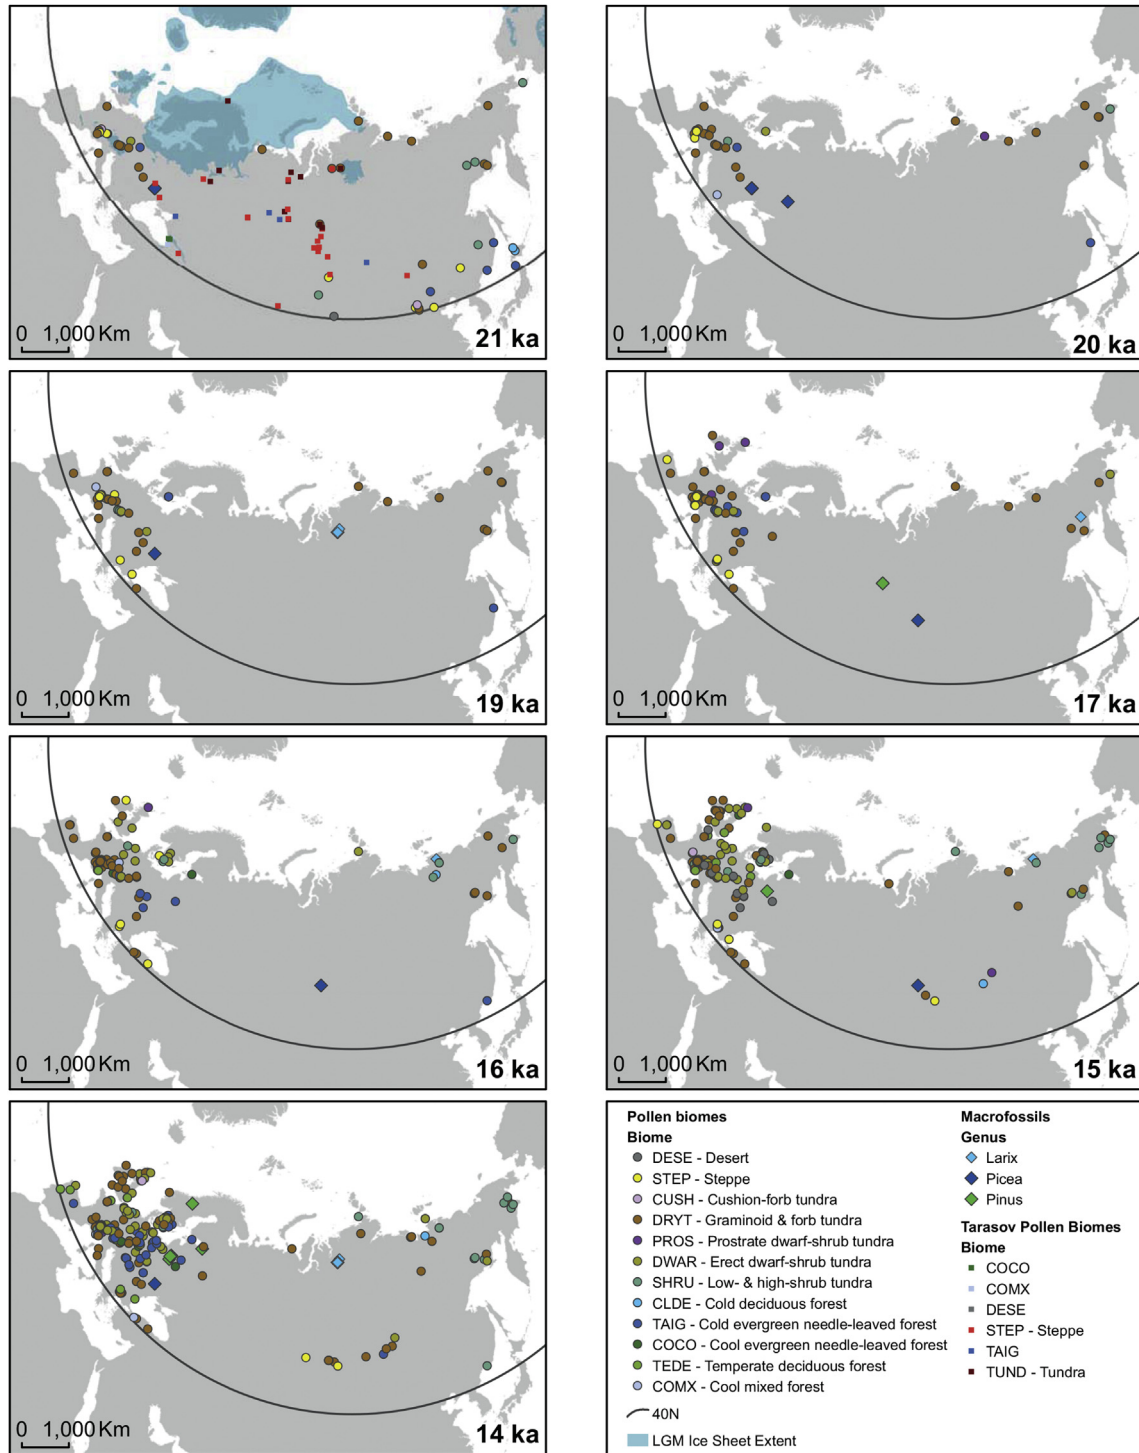 0 1,000 Km
21 ka
0 1,000 Km
20 ka
0 1,000 Km
19 ka
0 1,000 Km
17 ka
0 1,000 Km
16 ka
0 1,000 Km
15 ka
0 1,000 Km
14 ka
Pollen biomes
Biome
DESE - Desert
STEP - Steppe
CUSH - Cushion-forb tundra
DRYT - Graminoid & forb tundra
PROS - Prostrate dwarf-shrub tundra
DWAR - Erect dwarf-shrub tundra
SHRU - Low- & high-shrub tundra
CLDE - Cold deciduous forest
TAIG - Cold evergreen needle-leaved forest
COCO - Cool evergreen needle-leaved forest
TEDE - Temperate deciduous forest
COMX - Cool mixed forest
40N
LGM Ice Sheet Extent
Macrofossils
Genus
Larix
Picea
Pinus
Tarasov Pollen Biomes
Biome
COCO
COMX
DESE
STEP - Steppe
TAIG
TUND - Tundra